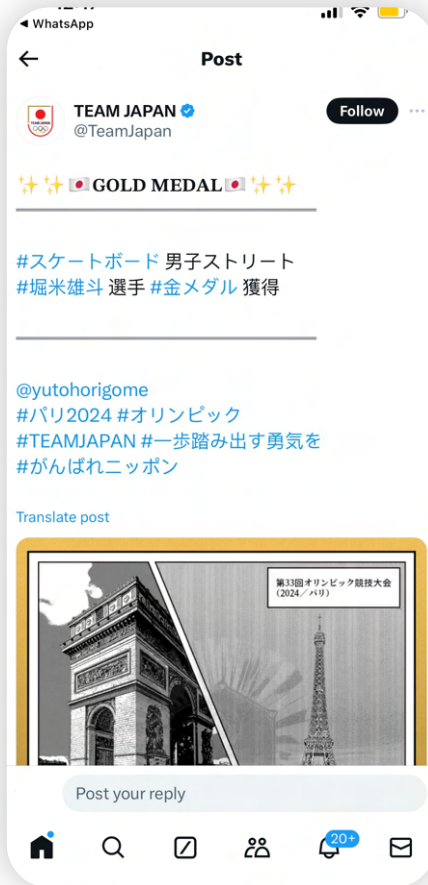 WhatsApp
Post
TEAM JAPAN
@TeamJapan
Follow
✨✨🇯🇵GOLD MEDAL🇯🇵✨✨
#スケートボード 男子ストリート
#堀米雄斗 選手 #金メダル 獲得
@yutohorigome
#パリ2024 #オリンピック
#TEAMJAPAN #一歩踏み出す勇気を
#がんばれニッポン
Translate post
第33回オリンピック競技大会
(2024/パリ)
Post your reply
20+